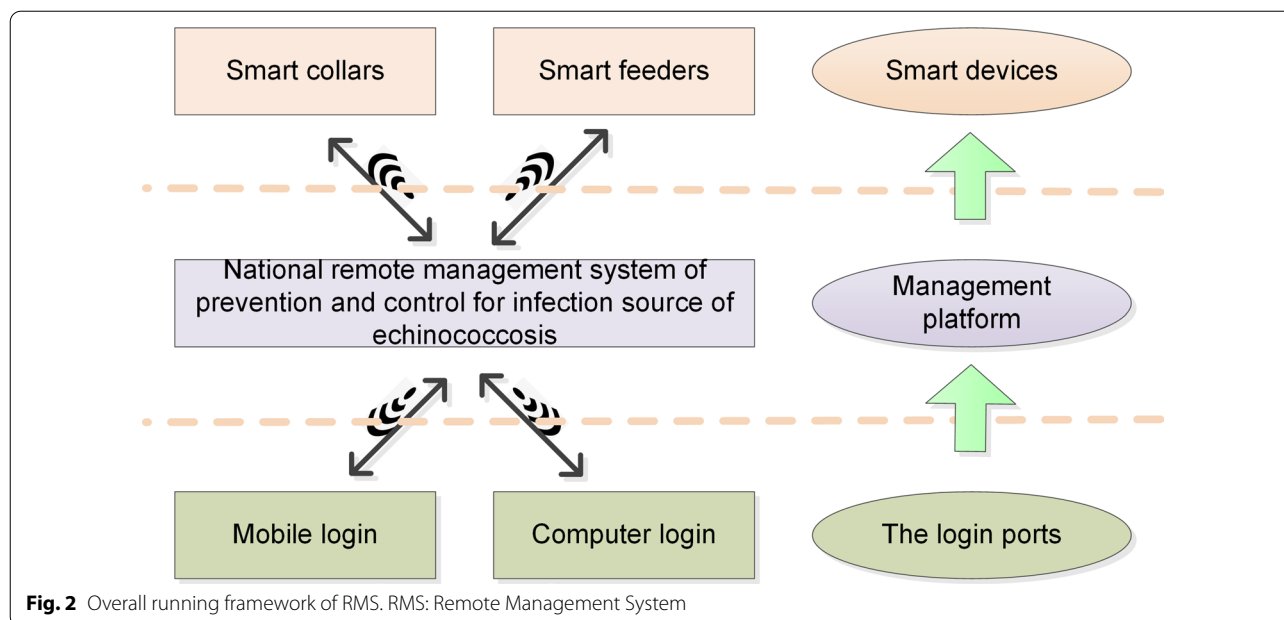 Smart collars
Smart feeders
Smart devices
National remote management system of
prevention and control for infection source of
echinococcosis
Management
platform
Mobile login
Computer login
The login ports
Fig. 2 Overall running framework of RMS. RMS: Remote Management System